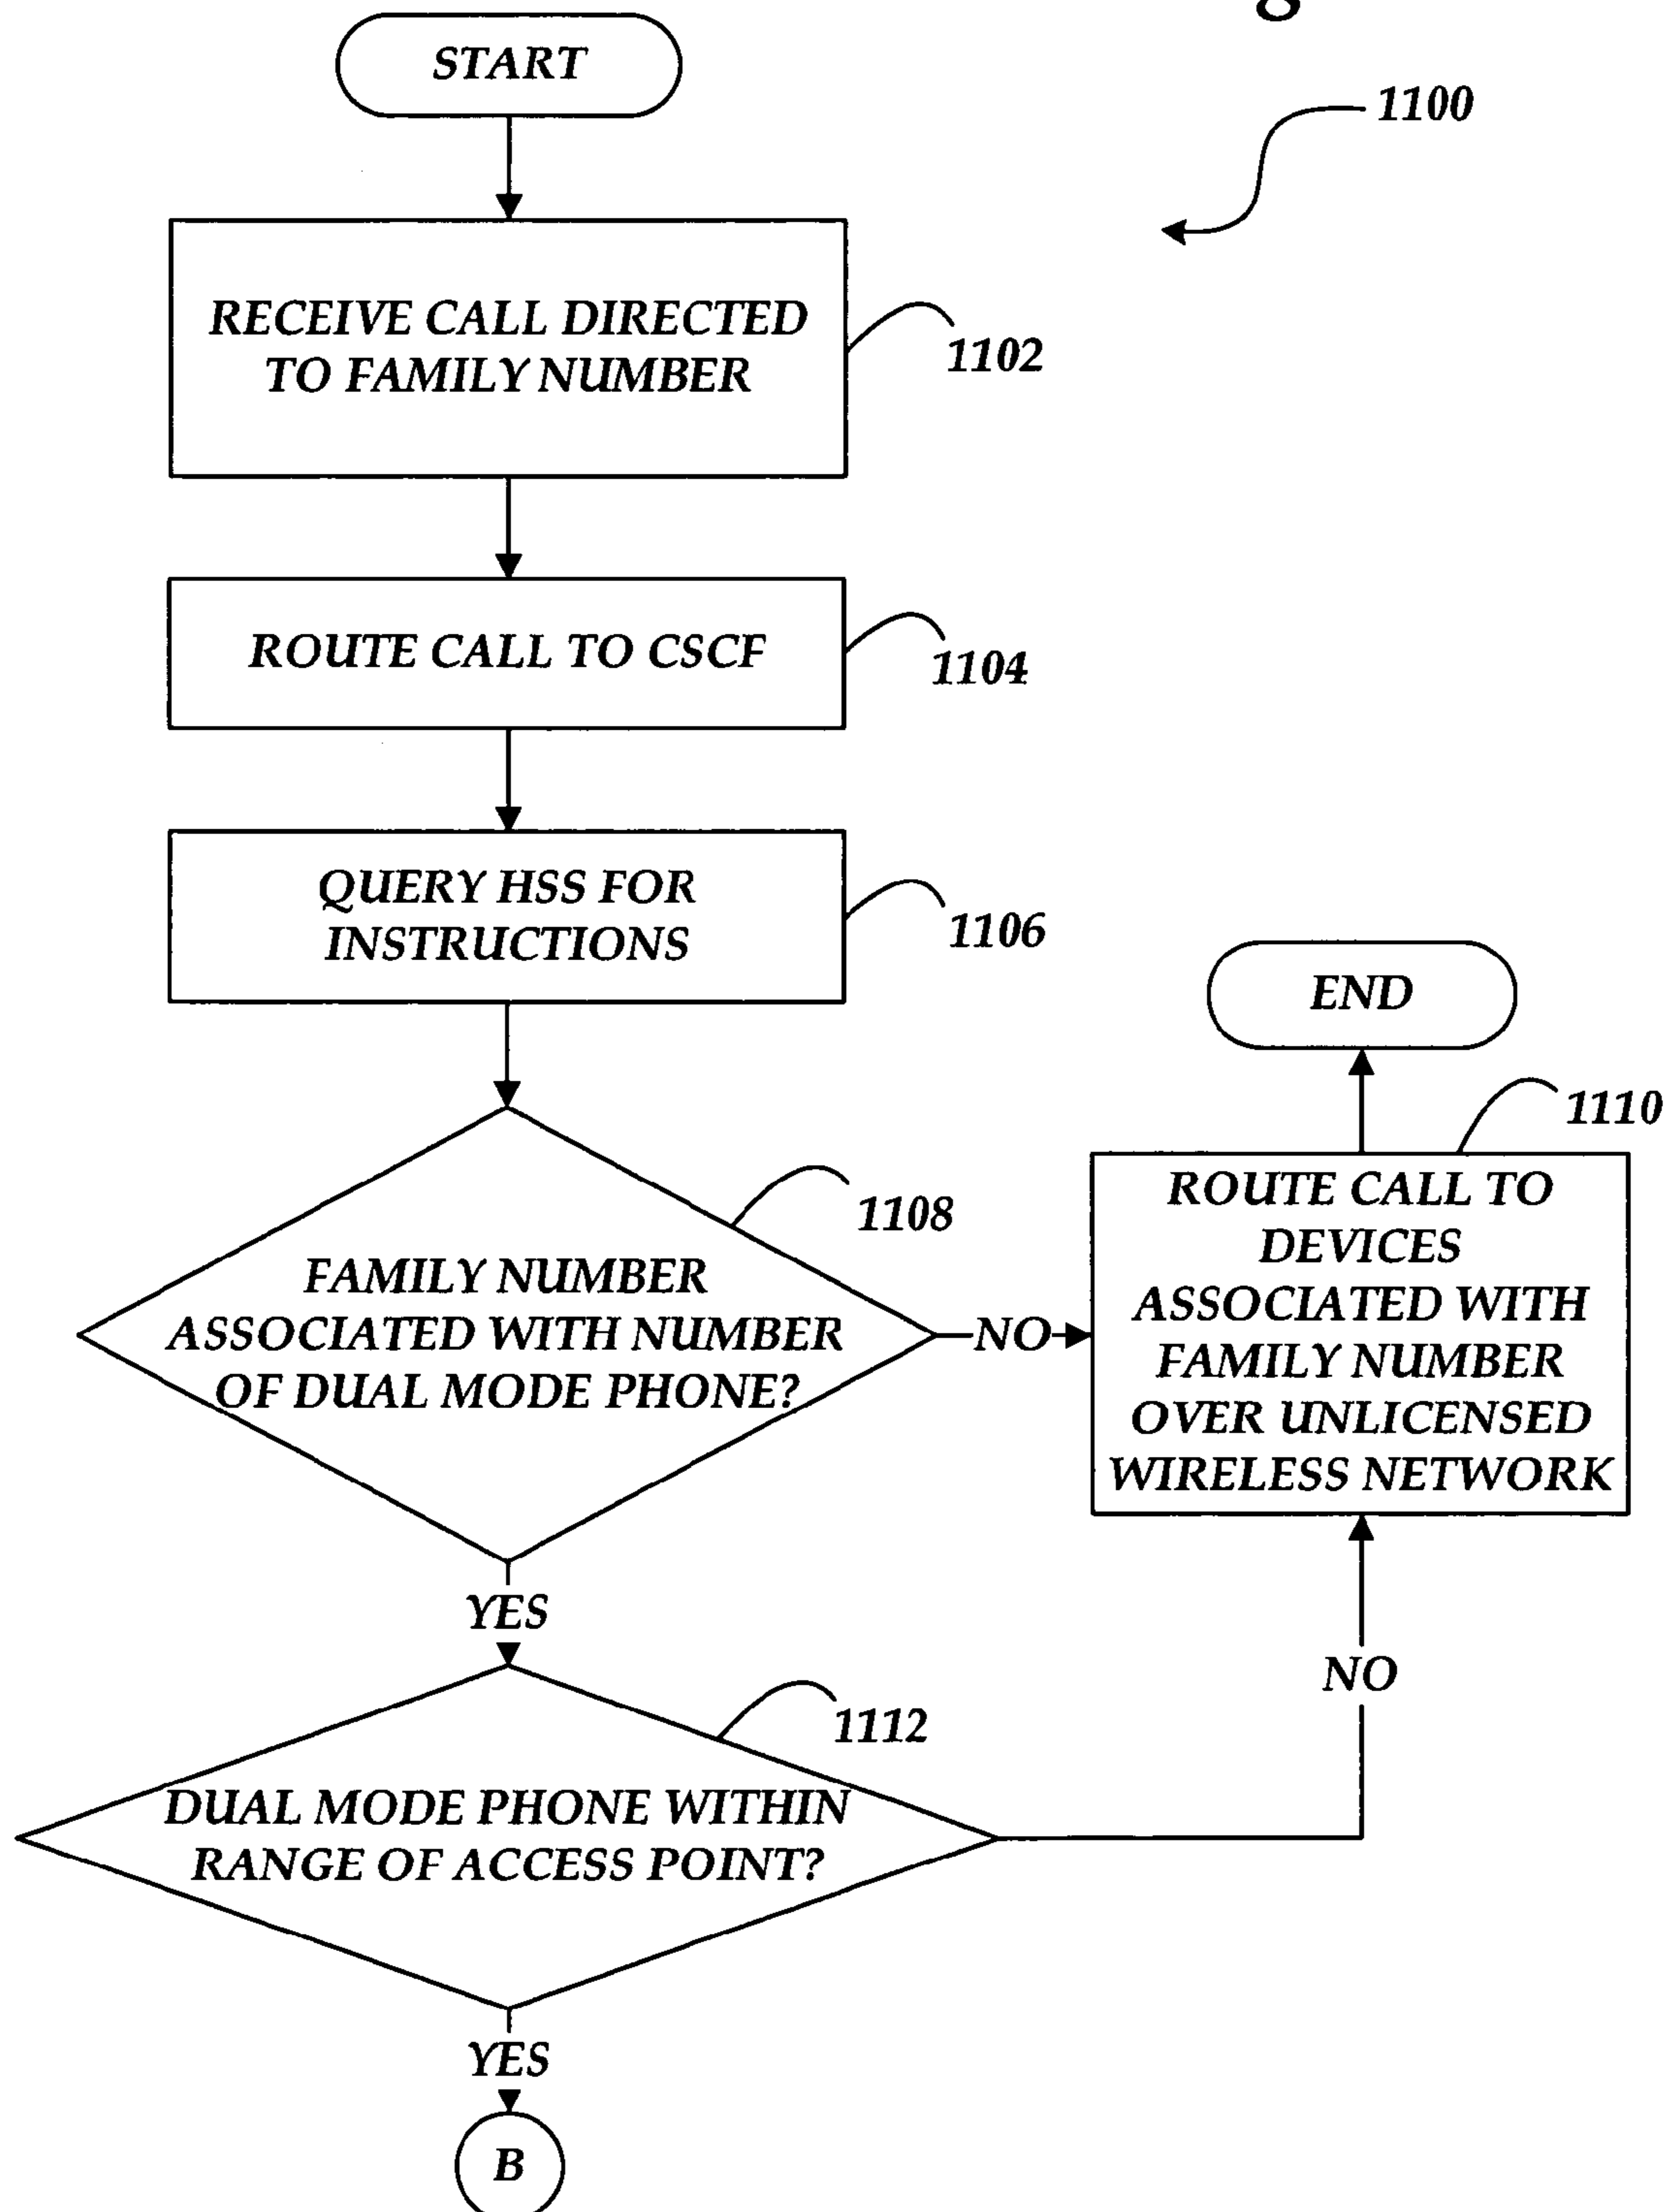 START
1100
RECEIVE CALL DIRECTED
TO FAMILY NUMBER
1102
ROUTE CALL TO CSCF
1104
QUERY HSS FOR
INSTRUCTIONS
1106
END
1110
ROUTE CALL TO
DEVICES
ASSOCIATED WITH
FAMILY NUMBER
OVER UNLICENSED
WIRELESS NETWORK
1108
FAMILY NUMBER
ASSOCIATED WITH NUMBER
OF DUAL MODE PHONE?
NO
YES
NO
1112
DUAL MODE PHONE WITHIN
RANGE OF ACCESS POINT?
YES
B